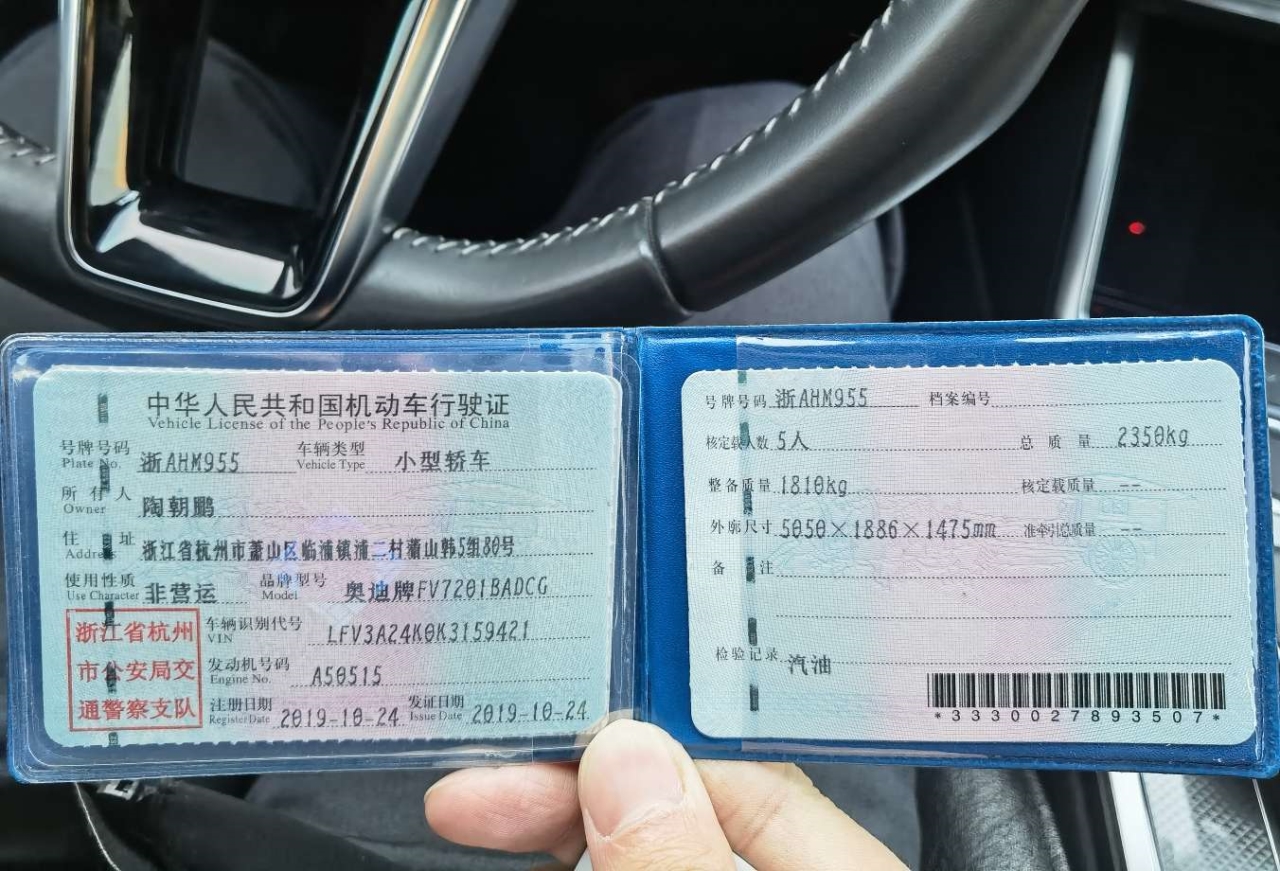 中华人民共和国机动车行驶证
Vehicle License of the People's Republic of China
号牌号码 浙AHM955 车辆类型 小型轿车
Plate No. Vehicle Type
所有人 陶朝鹏
Owner
住址 浙江省杭州市萧山区临浦镇浦二村萧山韩5组80号
Address
使用性质 非营运 品牌型号 奥迪牌FV7201BADCG
Use Character Model
浙江省杭州
市公安局交
通警察支队
车辆识别代号 LFV3A24K0K3159421
VIN
发动机号码 A50515
Engine No.
注册日期 2019-10-24 发证日期 2019-10-24
Register Date Issue Date
号牌号码 浙AHM955 档案编号
核定载人数 5人 总质量 2350kg
整备质量 1810kg 核定载质量 --
外廓尺寸 5050×1886×1475mm 准牵引总质量 --
备注
检验记录 汽油
*3330027893507*